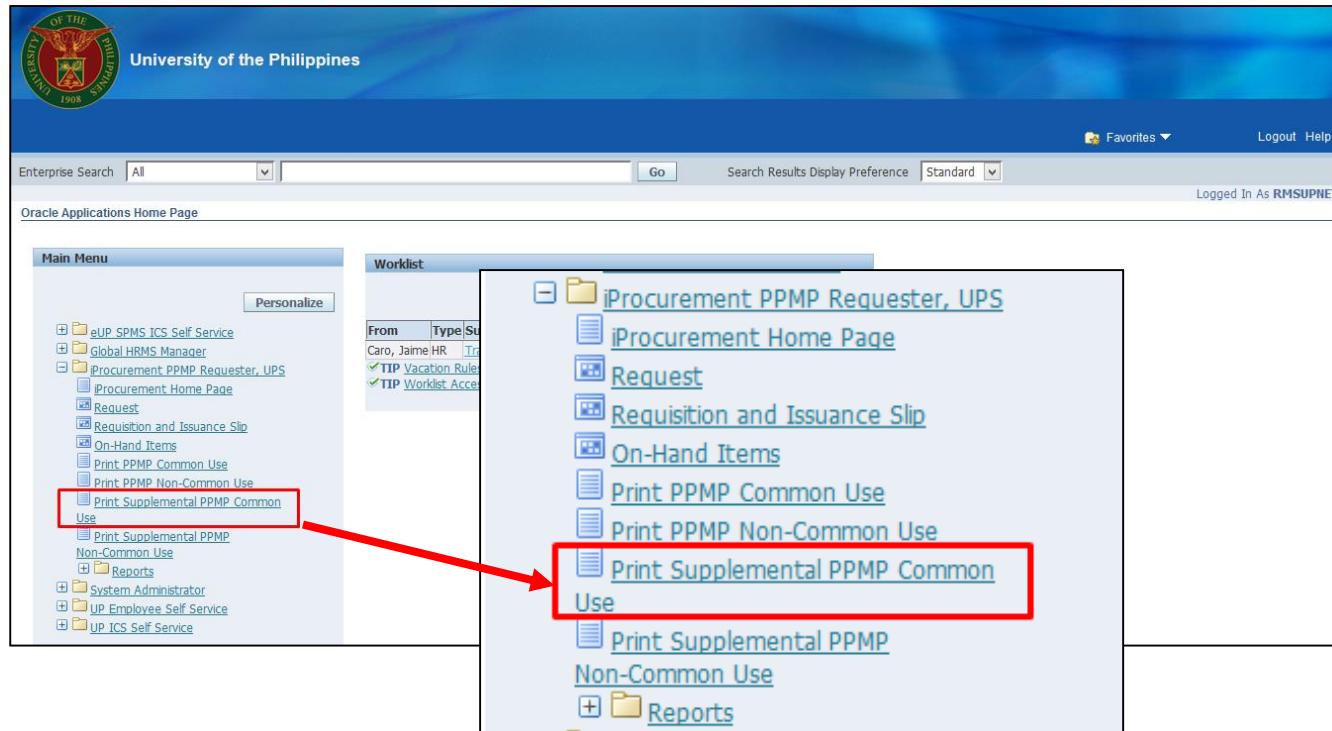 OF THE
UNIVERSITY PHILIPPINES
1908
University of the Philippines
Favorites Logout Help
Enterprise Search All Go Search Results Display Preference Standard
Logged In As RMSUPNE
Oracle Applications Home Page
Main Menu
Personalize
eUP SPMS ICS Self Service
Global HRMS Manager
iProcurement PPMP Requester, UPS
iProcurement Home Page
Request
Requisition and Issuance Slip
On-Hand Items
Print PPMP Common Use
Print PPMP Non-Common Use
Print Supplemental PPMP Common
Use
Print Supplemental PPMP
Non-Common Use
Reports
System Administrator
UP Employee Self Service
UP ICS Self Service
Worklist
From Type Su
Caro, Jaime HR Tra
TIP Vacation Rules
TIP Worklist Acces
iProcurement PPMP Requester, UPS
iProcurement Home Page
Request
Requisition and Issuance Slip
On-Hand Items
Print PPMP Common Use
Print PPMP Non-Common Use
Print Supplemental PPMP Common
Use
Print Supplemental PPMP
Non-Common Use
Reports